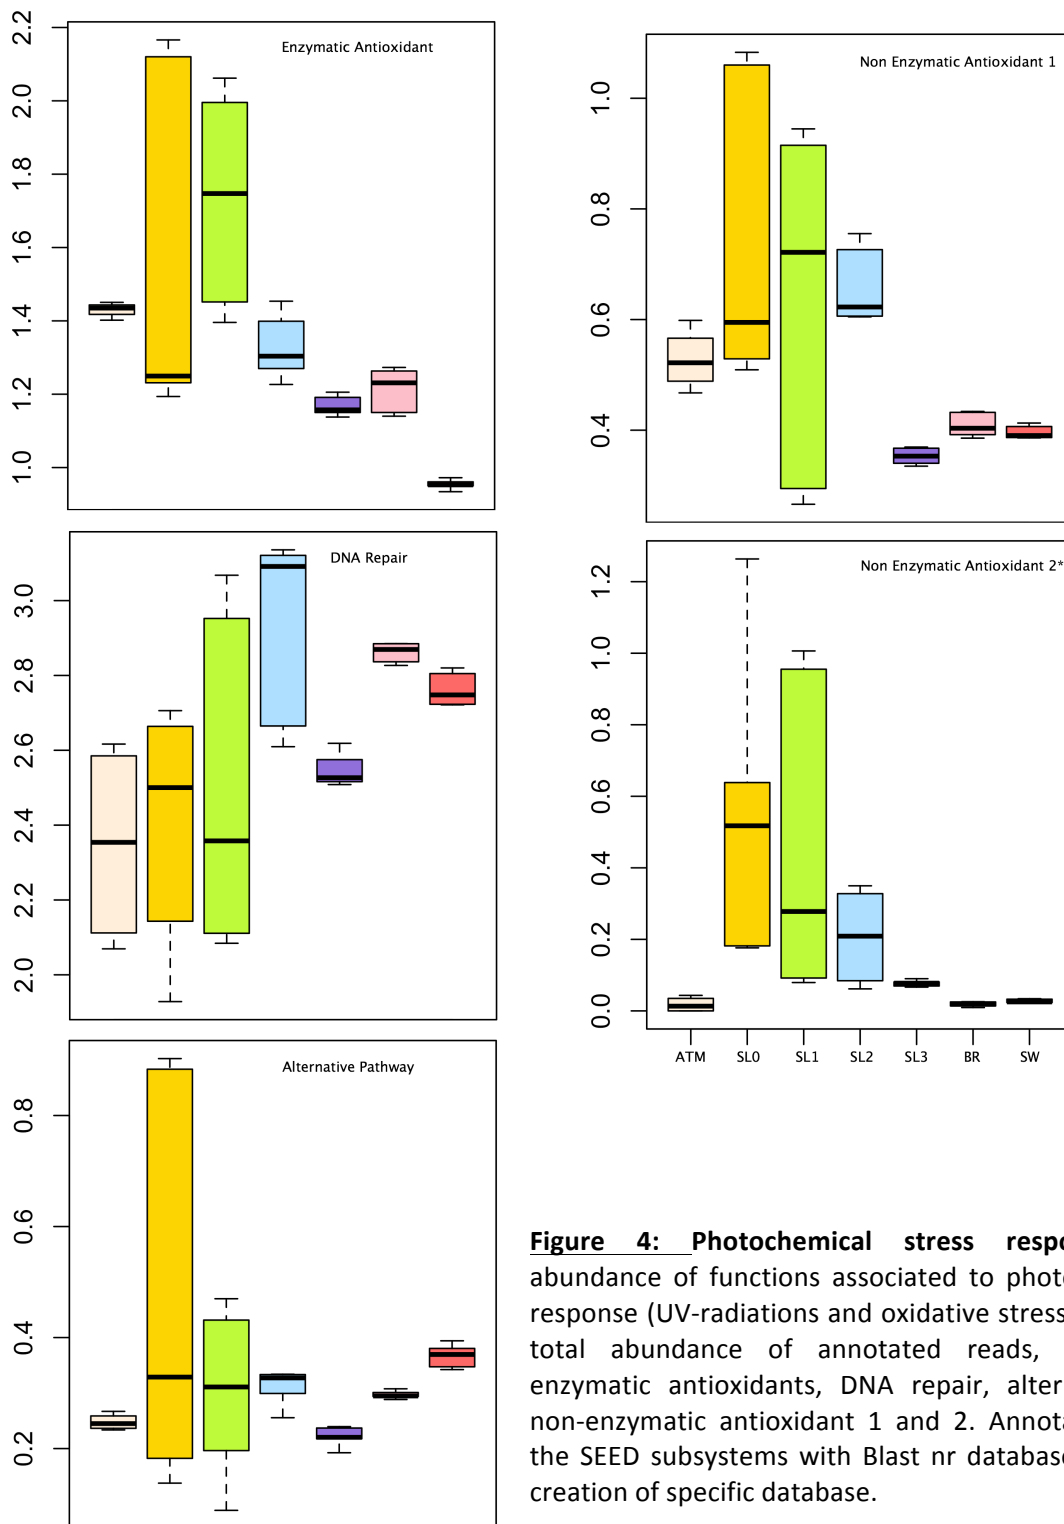 Enzymatic Antioxidant
2.2
2.0
1.8
1.6
1.4
1.2
1.0
Non Enzymatic Antioxidant 1
1.0
0.8
0.6
0.4
DNA Repair
3.0
2.8
2.6
2.4
2.2
2.0
Non Enzymatic Antioxidant 2*
1.2
1.0
0.8
0.6
0.4
0.2
0.0
ATM SL0 SL1 SL2 SL3 BR SW
Alternative Pathway
0.8
0.6
0.4
0.2
Figure 4: Photochemical stress respo
abundance of functions associated to phot
response (UV-radiations and oxidative stress
total abundance of annotated reads,
enzymatic antioxidants, DNA repair, alter
non-enzymatic antioxidant 1 and 2. Annota
the SEED subsystems with Blast nr database
creation of specific database.